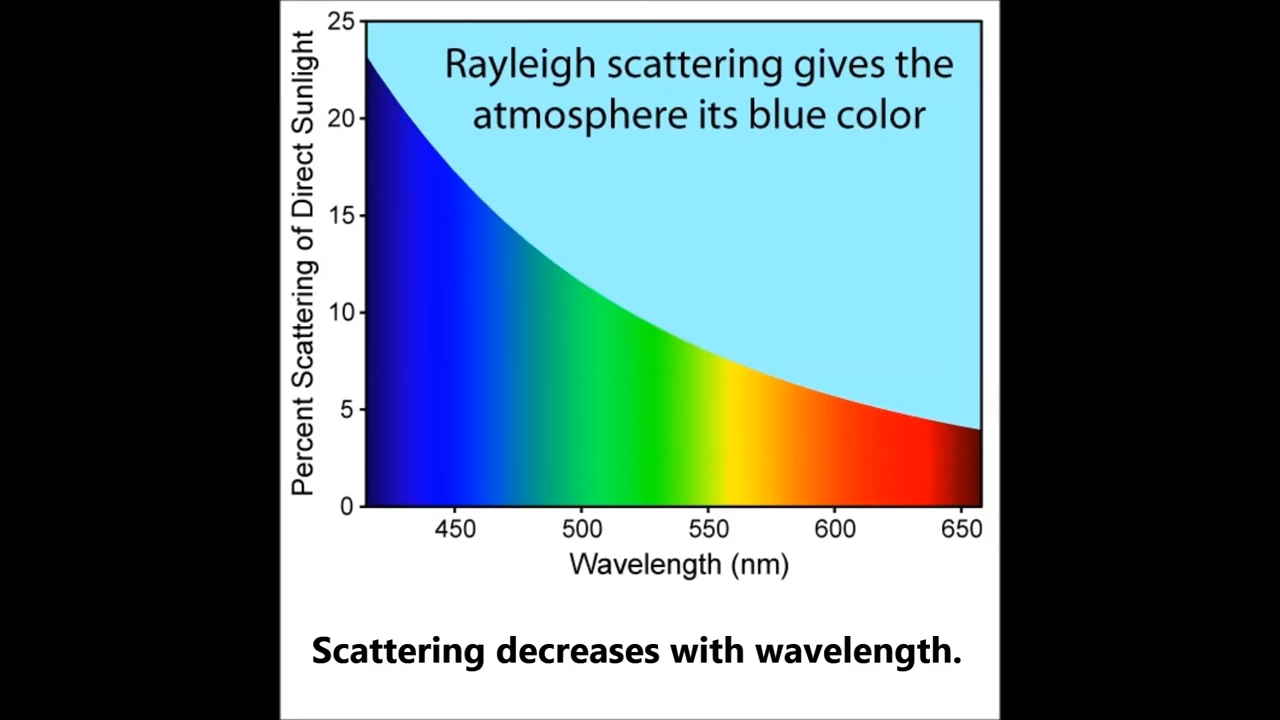 Rayleigh scattering gives the
atmosphere its blue color
Percent Scattering of Direct Sunlight
25
20
15
10
5
0
450 500 550 600 650
Wavelength (nm)
Scattering decreases with wavelength.